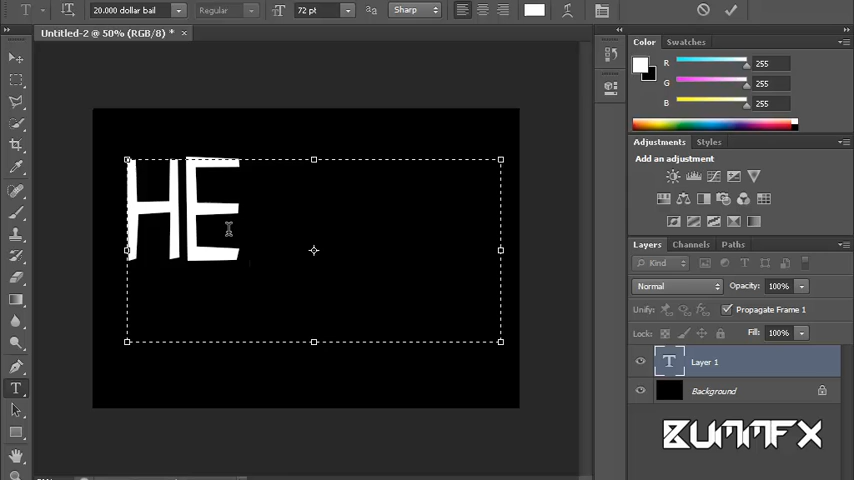 20.000 dollar bail
Regular
72 pt
Sharp
Untitled-2 @ 50% (RGB/8) *
HE
Color
Swatches
R
255
G
255
B
255
Adjustments
Styles
Add an adjustment
Layers
Channels
Paths
Kind
Normal
Opacity:
100%
Unify:
Propagate Frame 1
Lock:
Fill:
100%
T
Layer 1
Background
BUMMFX